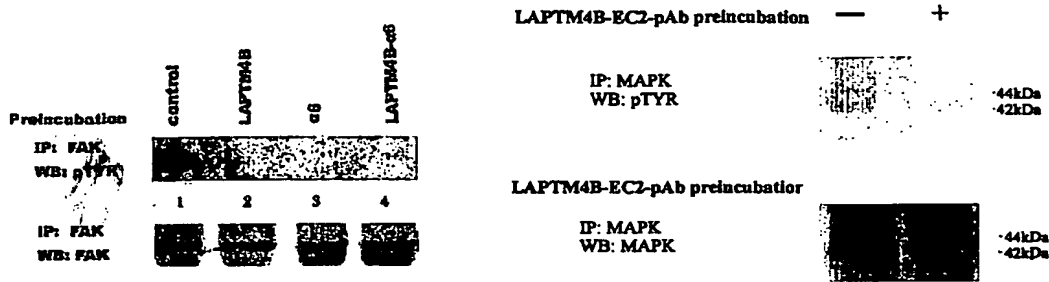 control
LAPTM4B
α6
LAPTM4B-α6
Preincubation
IP: FAK
WB: pTYR
1 2 3 4
IP: FAK
WB: FAK
LAPTM4B-EC2-pAb preincubation — +
IP: MAPK
WB: pTYR
·44kDa
·42kDa
LAPTM4B-EC2-pAb preincubatior
IP: MAPK
WB: MAPK
-44kDa
-42kDa